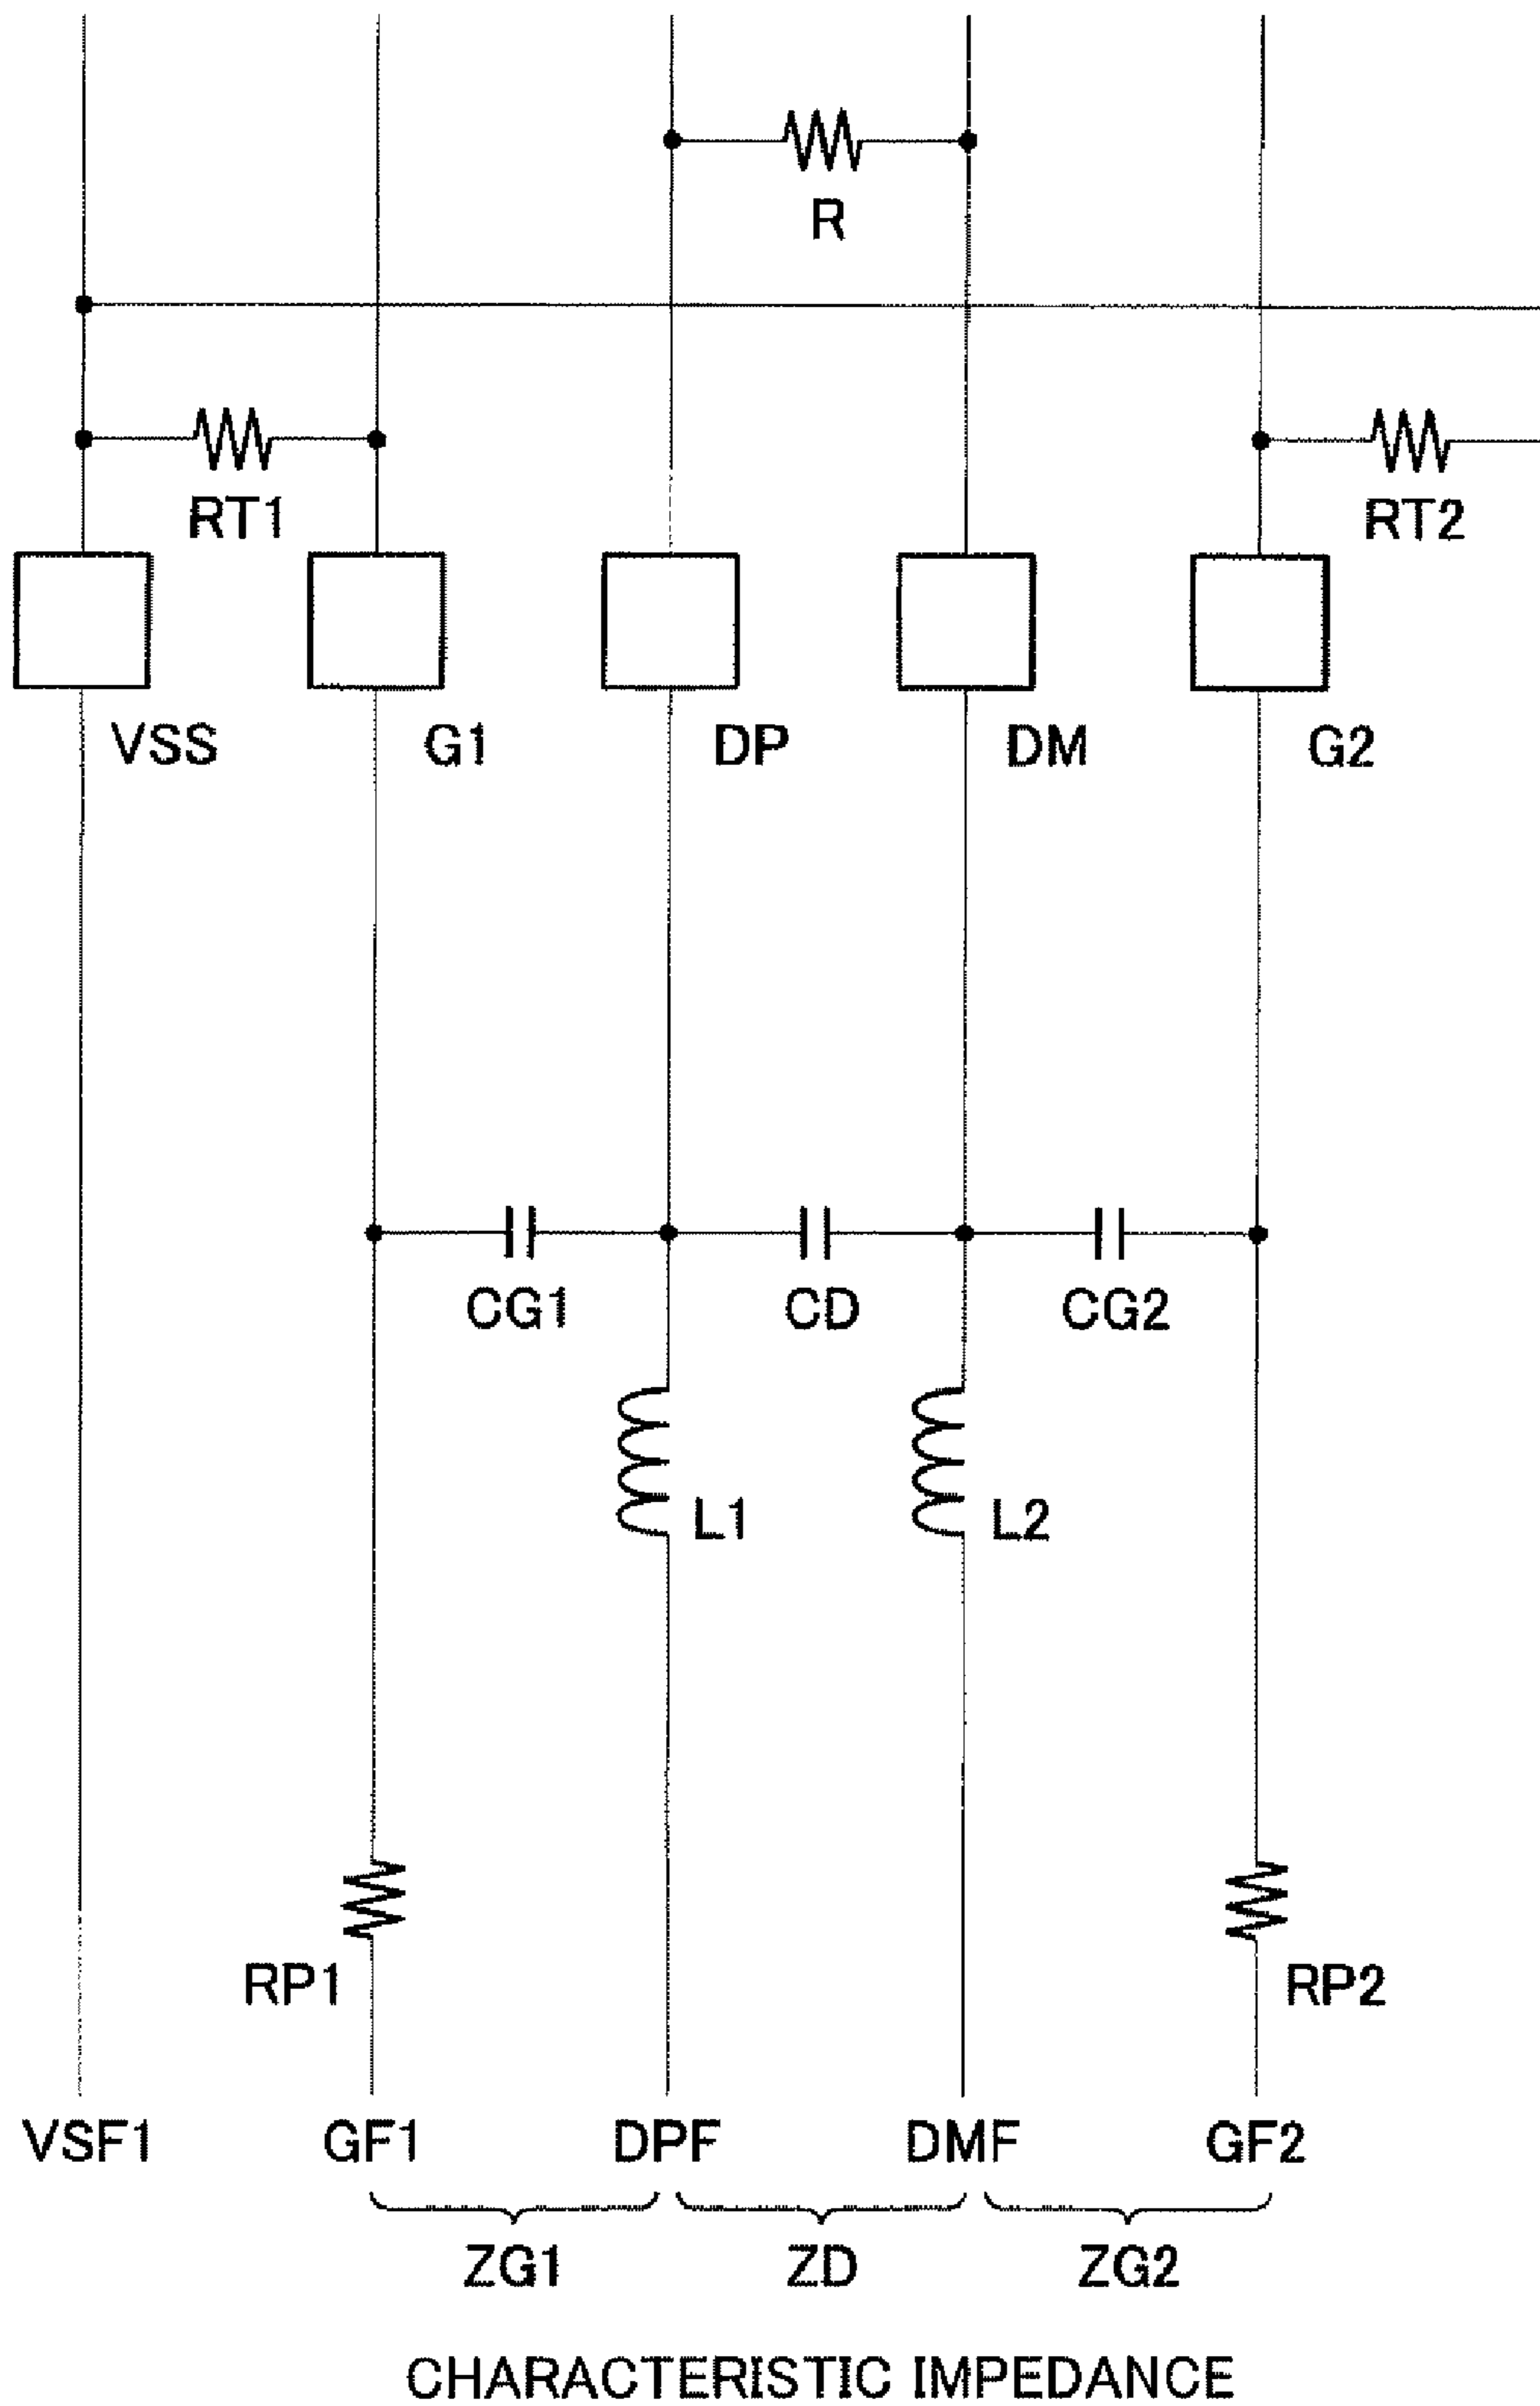 R
RT1
RT2
VSS
G1
DP
DM
G2
CG1
CD
CG2
L1
L2
RP1
RP2
VSF1
GF1
DPF
DMF
GF2
ZG1
ZD
ZG2
CHARACTERISTIC IMPEDANCE